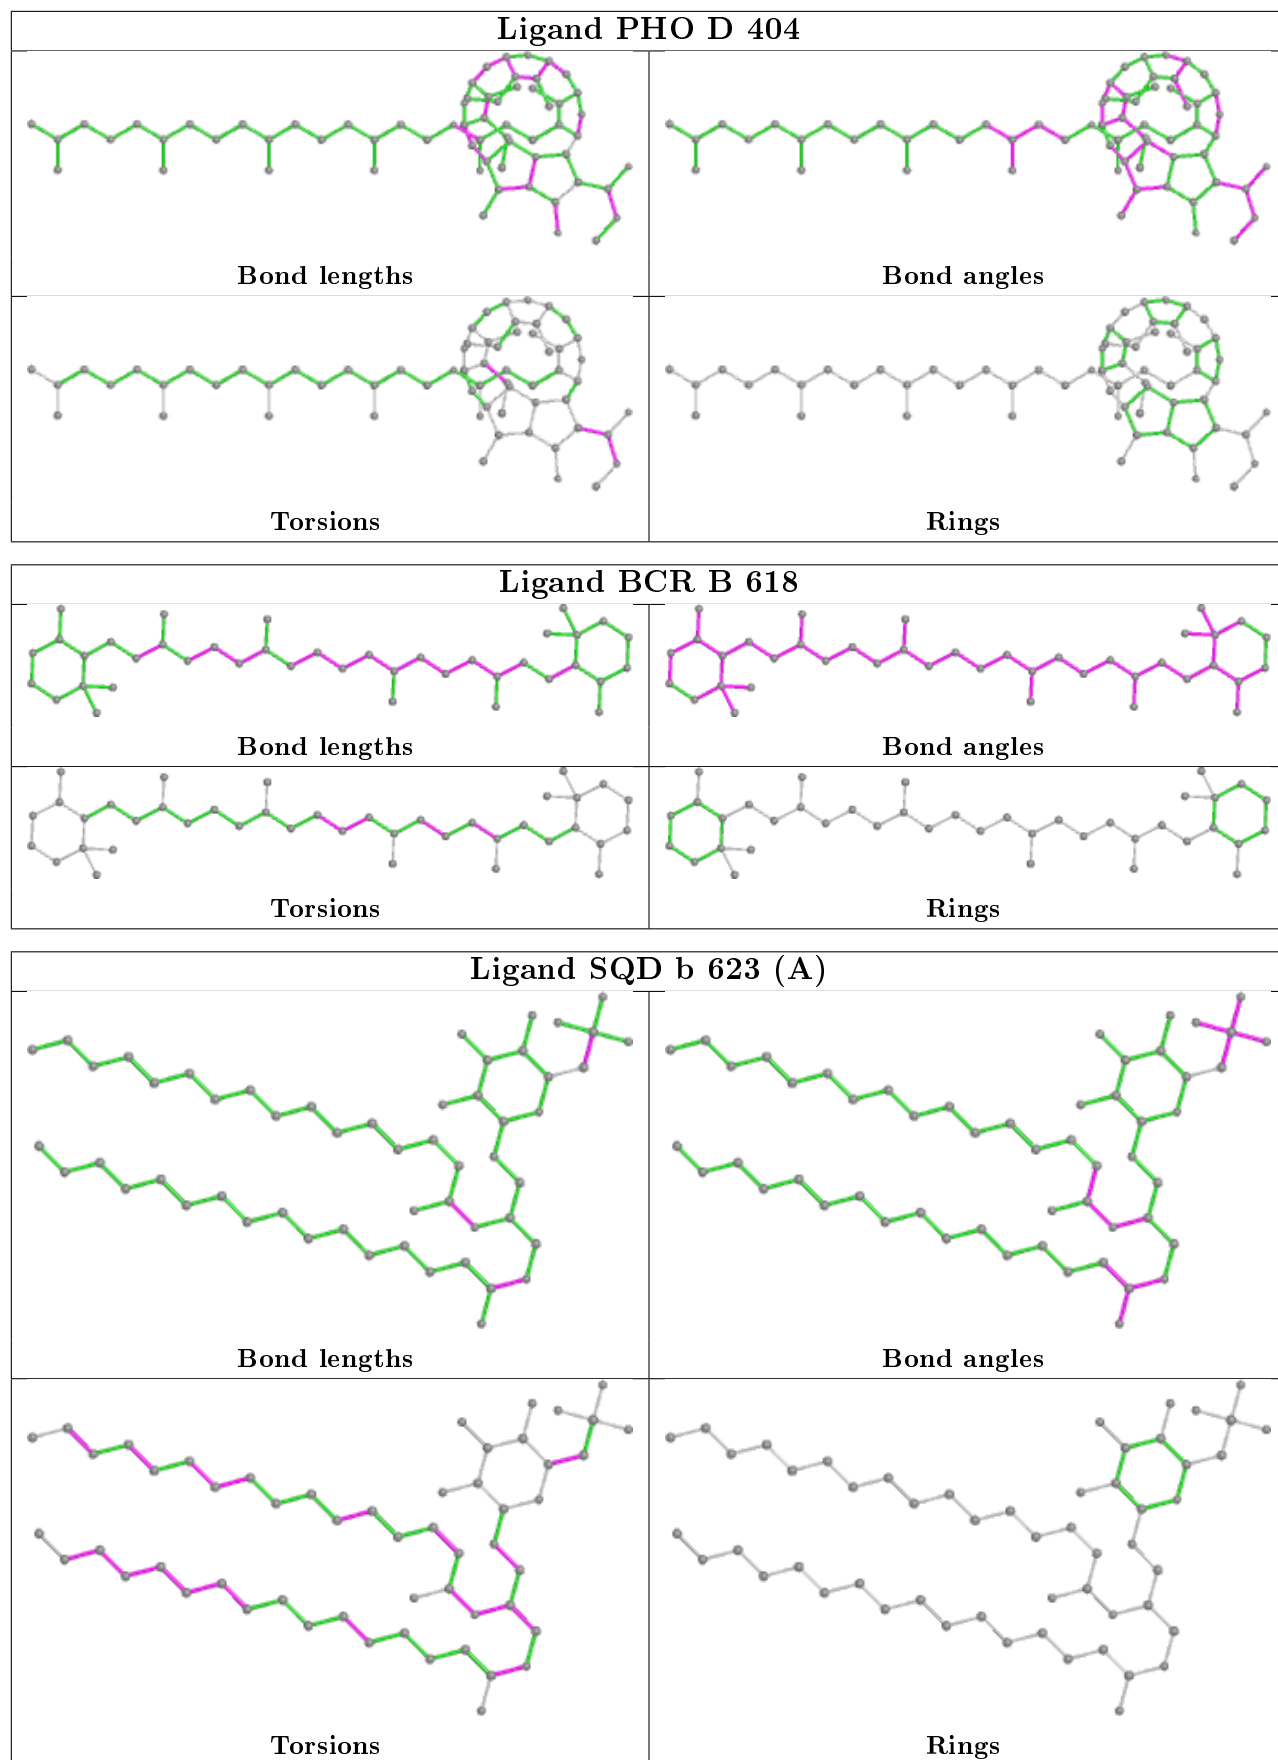 Ligand PHO D 404
Bond lengths
Bond angles
Torsions
Rings
Ligand BCR B 618
Bond lengths
Bond angles
Torsions
Rings
Ligand SQD b 623 (A)
Bond lengths
Bond angles
Torsions
Rings